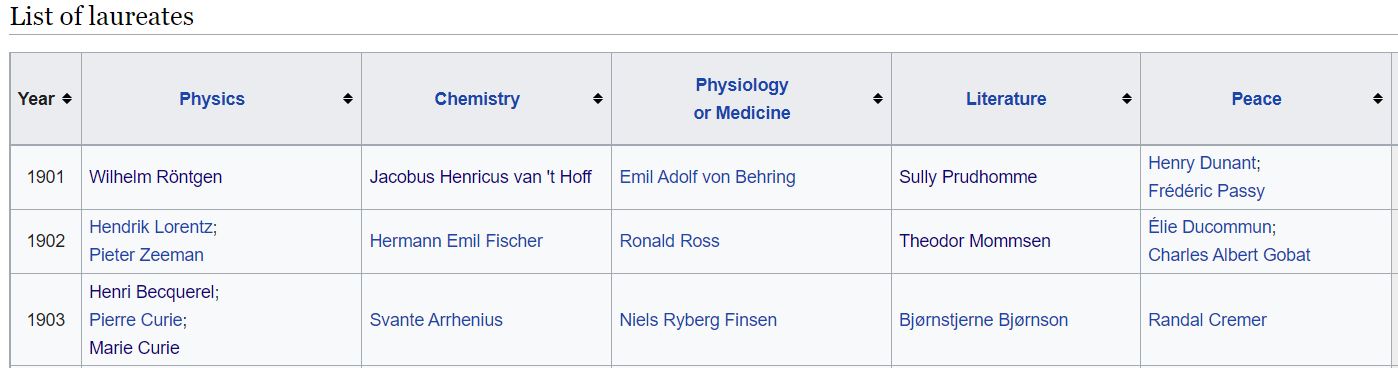 List of laureates
Year Physics Chemistry Physiology or Medicine Literature Peace
1901 Wilhelm Röntgen Jacobus Henricus van 't Hoff Emil Adolf von Behring Sully Prudhomme Henry Dunant; Frédéric Passy
1902 Hendrik Lorentz; Pieter Zeeman Hermann Emil Fischer Ronald Ross Theodor Mommsen Élie Ducommun; Charles Albert Gobat
1903 Henri Becquerel; Pierre Curie; Marie Curie Svante Arrhenius Niels Ryberg Finsen Bjørnstjerne Bjørnson Randal Cremer